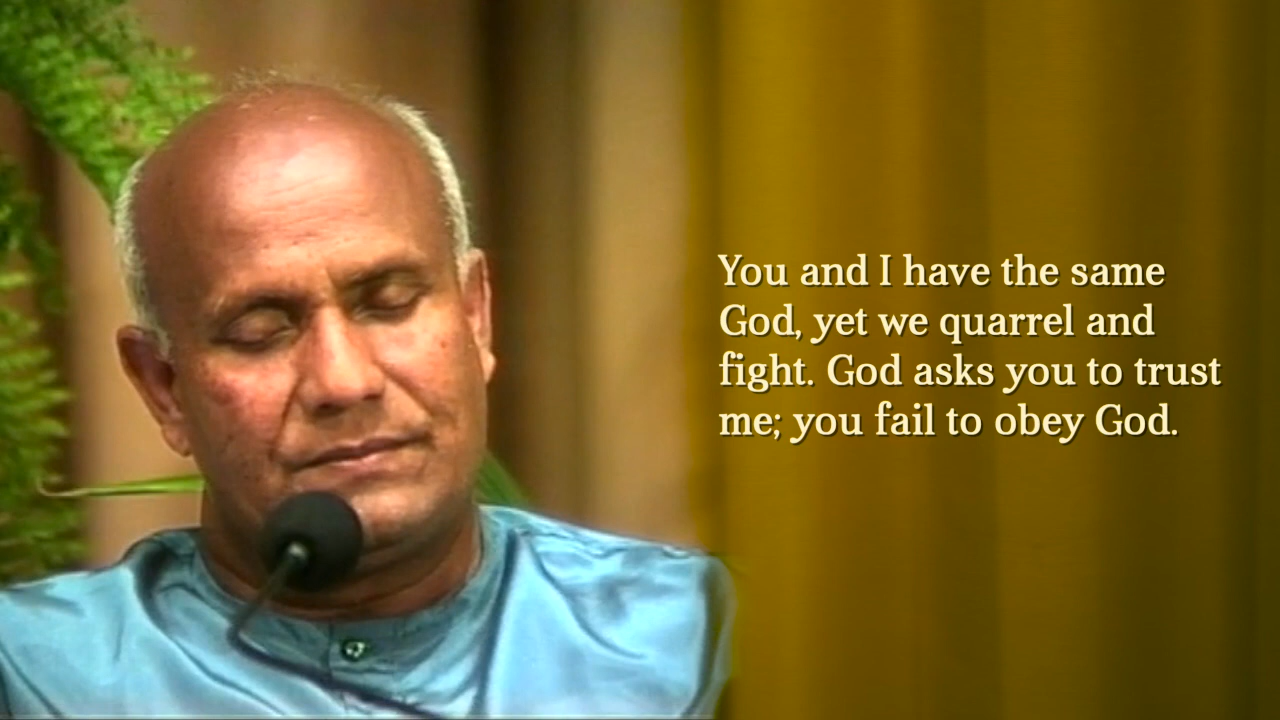 You and I have the same
God, yet we quarrel and
fight. God asks you to trust
me; you fail to obey God.